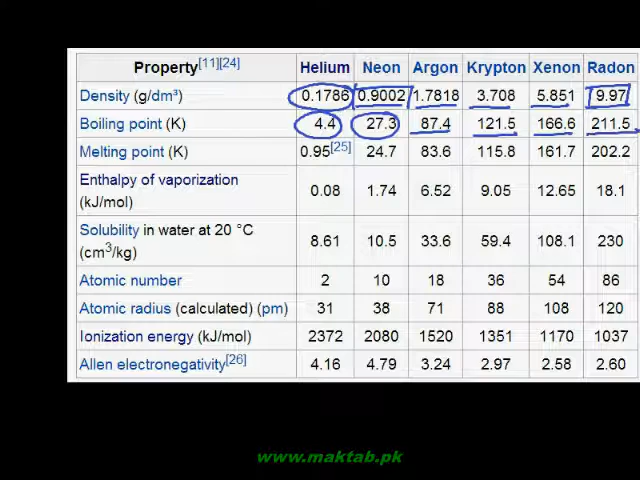 Property[11][24] Helium Neon Argon Krypton Xenon Radon
Density (g/dm³) 0.1786 0.9002 1.7818 3.708 5.851 9.97
Boiling point (K) 4.4 27.3 87.4 121.5 166.6 211.5
Melting point (K) 0.95[25] 24.7 83.6 115.8 161.7 202.2
Enthalpy of vaporization
(kJ/mol) 0.08 1.74 6.52 9.05 12.65 18.1
Solubility in water at 20 °C
(cm3/kg) 8.61 10.5 33.6 59.4 108.1 230
Atomic number 2 10 18 36 54 86
Atomic radius (calculated) (pm) 31 38 71 88 108 120
Ionization energy (kJ/mol) 2372 2080 1520 1351 1170 1037
Allen electronegativity[26] 4.16 4.79 3.24 2.97 2.58 2.60
www.maktab.pk